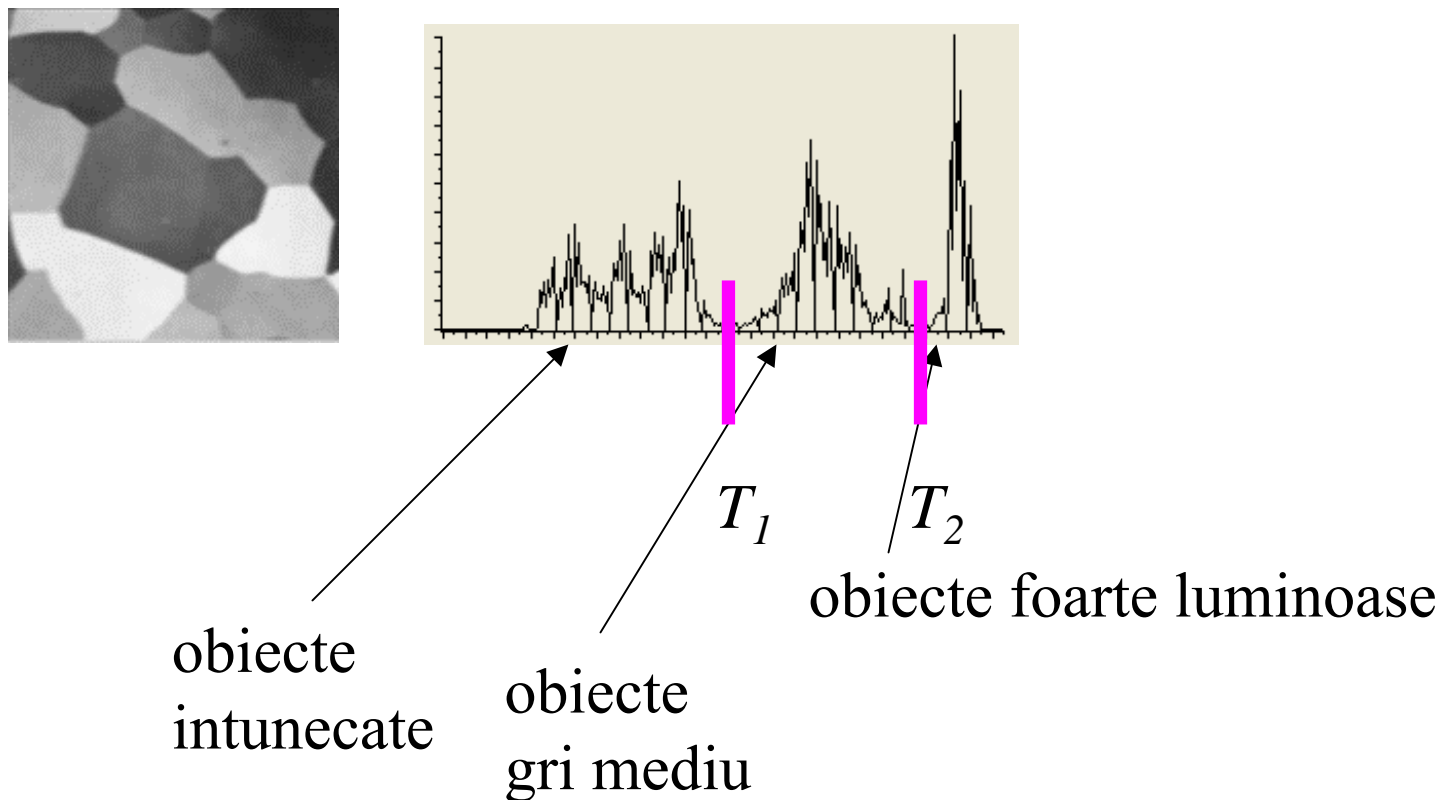 T1
T2
obiecte foarte luminoase
obiecte
intunecate
obiecte
gri mediu